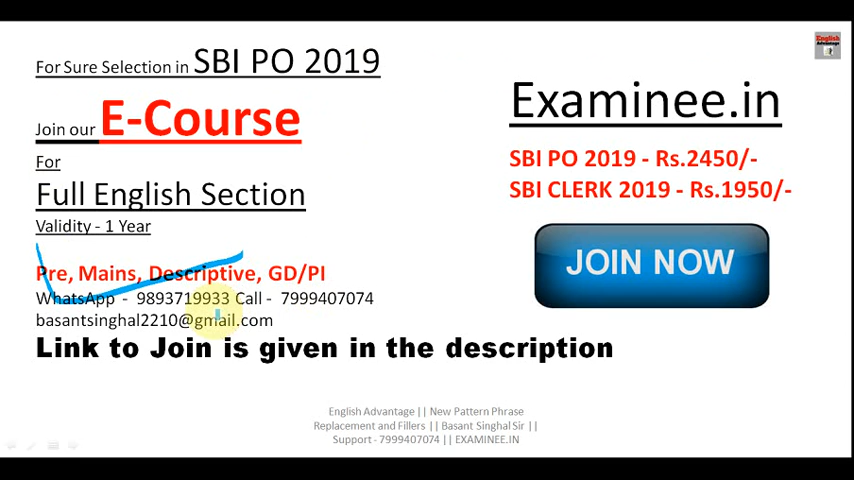 For Sure Selection in SBI PO 2019
Join our E-Course
For
Full English Section
Validity - 1 Year
Pre, Mains, Descriptive, GD/PI
WhatsApp - 9893719933 Call - 7999407074
basantsinghal2210@gmail.com
Link to Join is given in the description
English Advantage
Examinee.in
SBI PO 2019 - Rs.2450/-
SBI CLERK 2019 - Rs.1950/-
JOIN NOW
English Advantage || New Pattern Phrase
Replacement and Fillers || Basant Singhal Sir ||
Support - 7999407074 || EXAMINEE.IN